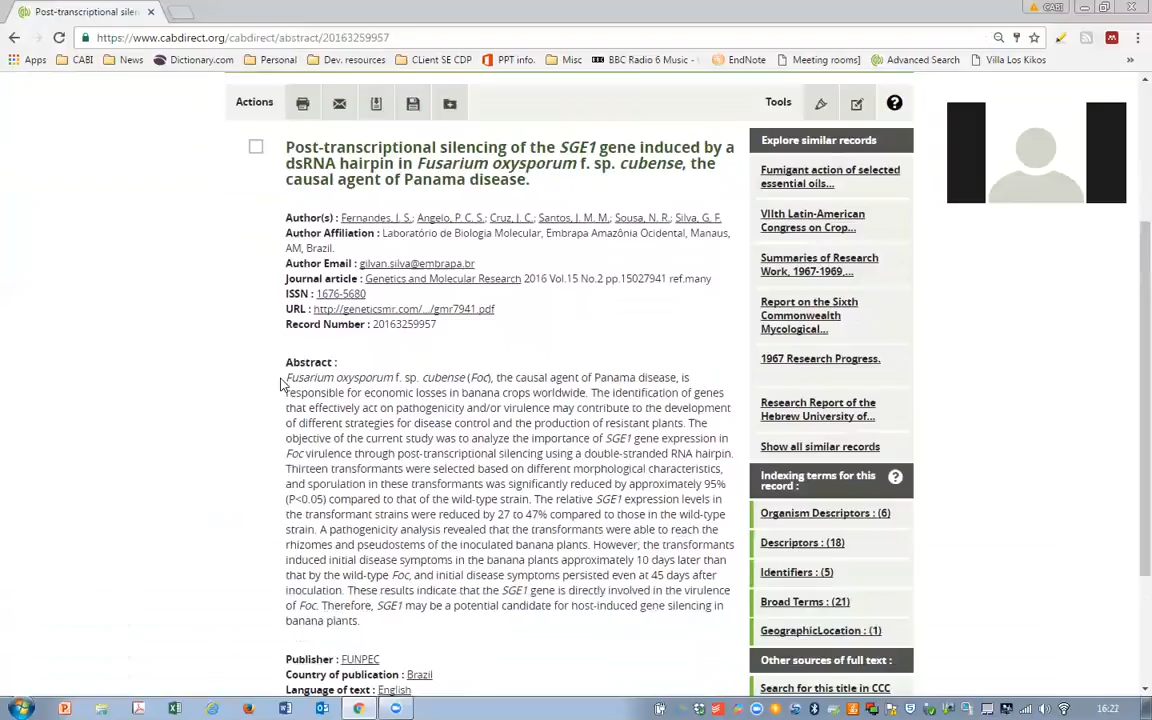 Post-transcriptional silen
CABI
https://www.cabdirect.org/cabdirect/abstract/20163259957
Apps CABI News Dictionary.com Personal Dev. resources CLient SE CDP PPT info. Misc BBC Radio 6 Music - EndNote Meeting rooms] Advanced Search Villa Los Kikos »
Actions
Tools
Post-transcriptional silencing of the SGE1 gene induced by a
dsRNA hairpin in Fusarium oxysporum f. sp. cubense, the
causal agent of Panama disease.
Author(s) : Fernandes, J. S.; Angelo, P. C. S.; Cruz, J. C.; Santos, J. M. M.; Sousa, N. R.; Silva, G. F.
Author Affiliation : Laboratório de Biologia Molecular, Embrapa Amazônia Ocidental, Manaus,
AM, Brazil.
Author Email : gilvan.silva@embrapa.br
Journal article : Genetics and Molecular Research 2016 Vol.15 No.2 pp.15027941 ref.many
ISSN : 1676-5680
URL : http://geneticsmr.com/.../gmr7941.pdf
Record Number : 20163259957
Abstract :
Fusarium oxysporum f. sp. cubense (Foc), the causal agent of Panama disease, is
responsible for economic losses in banana crops worldwide. The identification of genes
that effectively act on pathogenicity and/or virulence may contribute to the development
of different strategies for disease control and the production of resistant plants. The
objective of the current study was to analyze the importance of SGE1 gene expression in
Foc virulence through post-transcriptional silencing using a double-stranded RNA hairpin.
Thirteen transformants were selected based on different morphological characteristics,
and sporulation in these transformants was significantly reduced by approximately 95%
(P<0.05) compared to that of the wild-type strain. The relative SGE1 expression levels in
the transformant strains were reduced by 27 to 47% compared to those in the wild-type
strain. A pathogenicity analysis revealed that the transformants were able to reach the
rhizomes and pseudostems of the inoculated banana plants. However, the transformants
induced initial disease symptoms in the banana plants approximately 10 days later than
that by the wild-type Foc, and initial disease symptoms persisted even at 45 days after
inoculation. These results indicate that the SGE1 gene is directly involved in the virulence
of Foc. Therefore, SGE1 may be a potential candidate for host-induced gene silencing in
banana plants.
Publisher : FUNPEC
Country of publication : Brazil
Language of text : English
Explore similar records
Fumigant action of selected
essential oils...
VIIth Latin-American
Congress on Crop...
Summaries of Research
Work, 1967-1969,...
Report on the Sixth
Commonwealth
Mycological...
1967 Research Progress.
Research Report of the
Hebrew University of...
Show all similar records
Indexing terms for this
record :
Organism Descriptors : (6)
Descriptors : (18)
Identifiers : (5)
Broad Terms : (21)
GeographicLocation : (1)
Other sources of full text :
Search for this title in CCC
16:22